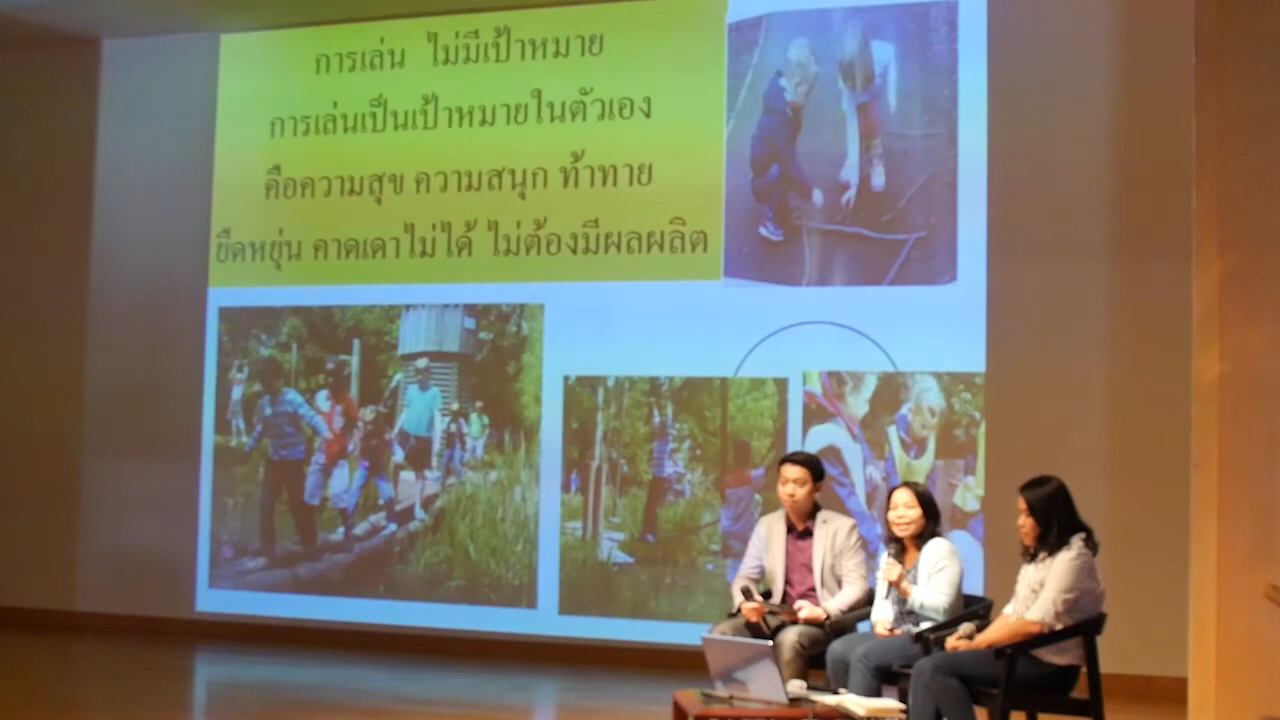 การเล่น ไม่มีเป้าหมาย
การเล่นเป็นเป้าหมายในตัวเอง
คือความสุข ความสนุก ท้าทาย
ยืดหยุ่น คาดเดาไม่ได้ ไม่ต้องมีผลผลิต